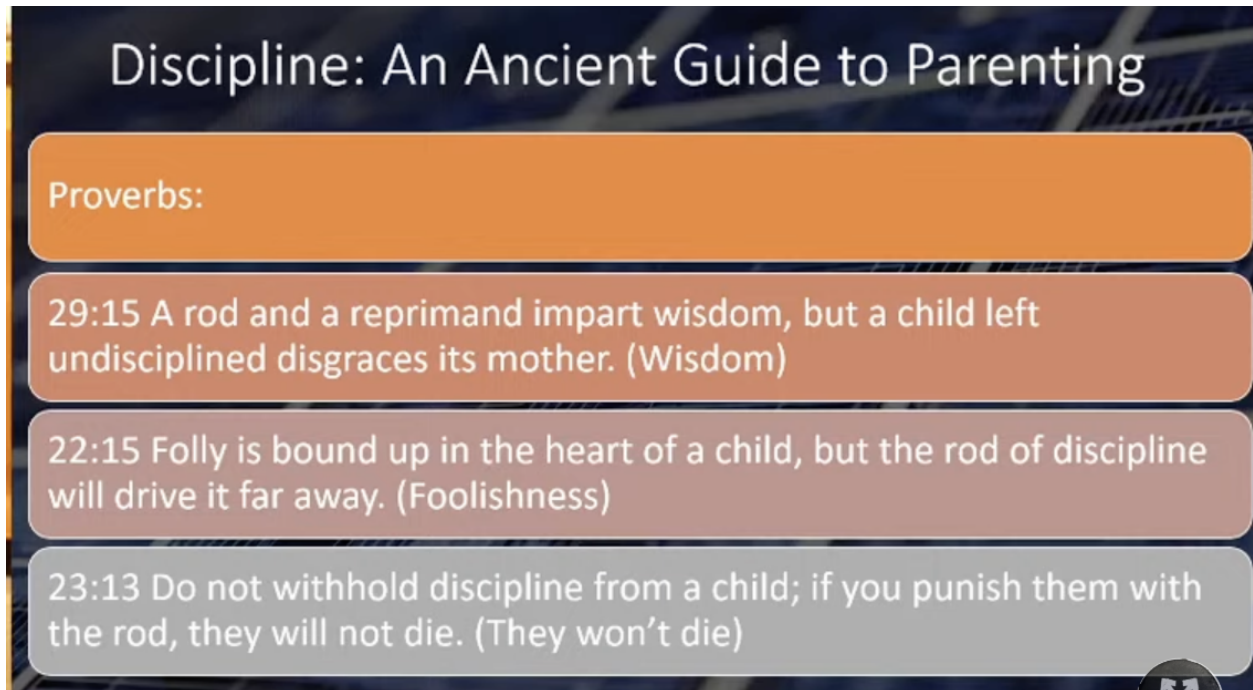 Discipline: An Ancient Guide to Parenting
Proverbs:
29:15 A rod and a reprimand impart wisdom, but a child left
undisciplined disgraces its mother. (Wisdom)
22:15 Folly is bound up in the heart of a child, but the rod of discipline
will drive it far away. (Foolishness)
23:13 Do not withhold discipline from a child; if you punish them with
the rod, they will not die. (They won’t die)